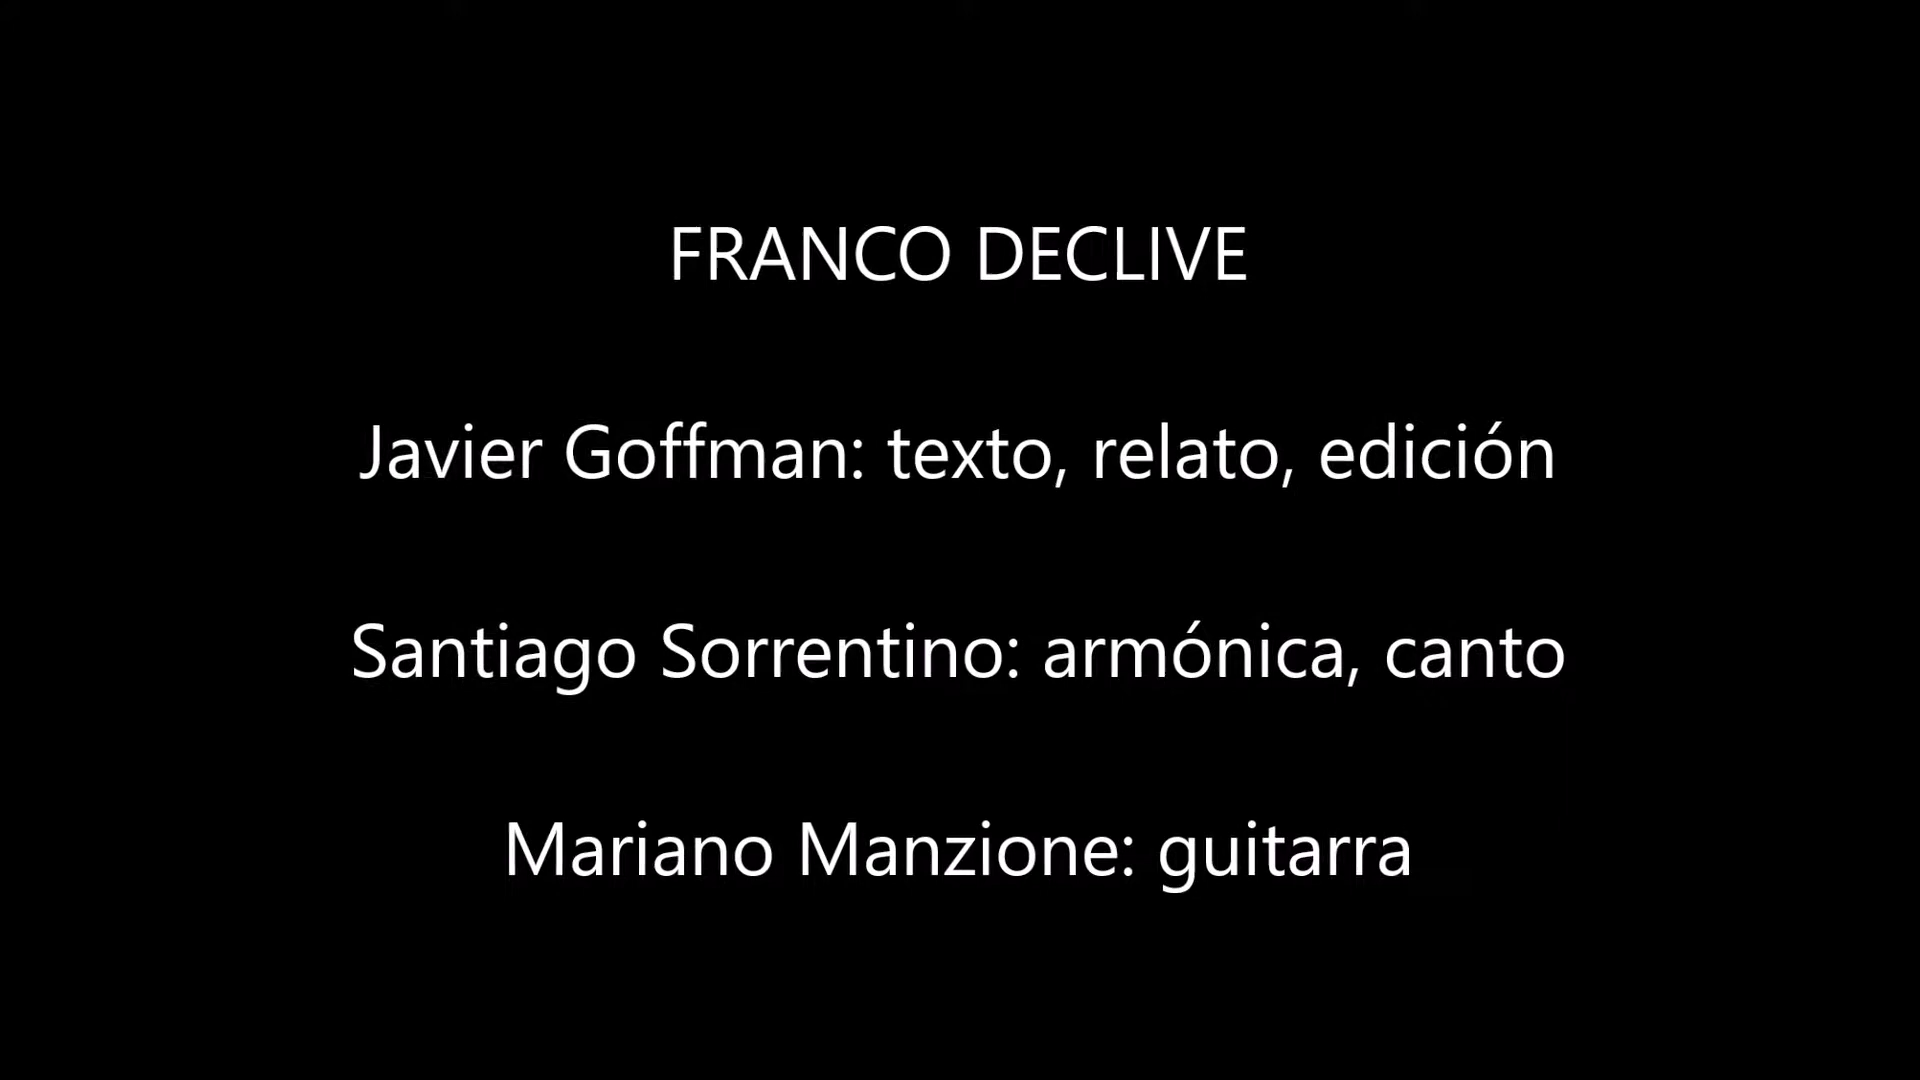 FRANCO DECLIVE
Javier Goffman: texto, relato, edición
Santiago Sorrentino: armónica, canto
Mariano Manzione: guitarra